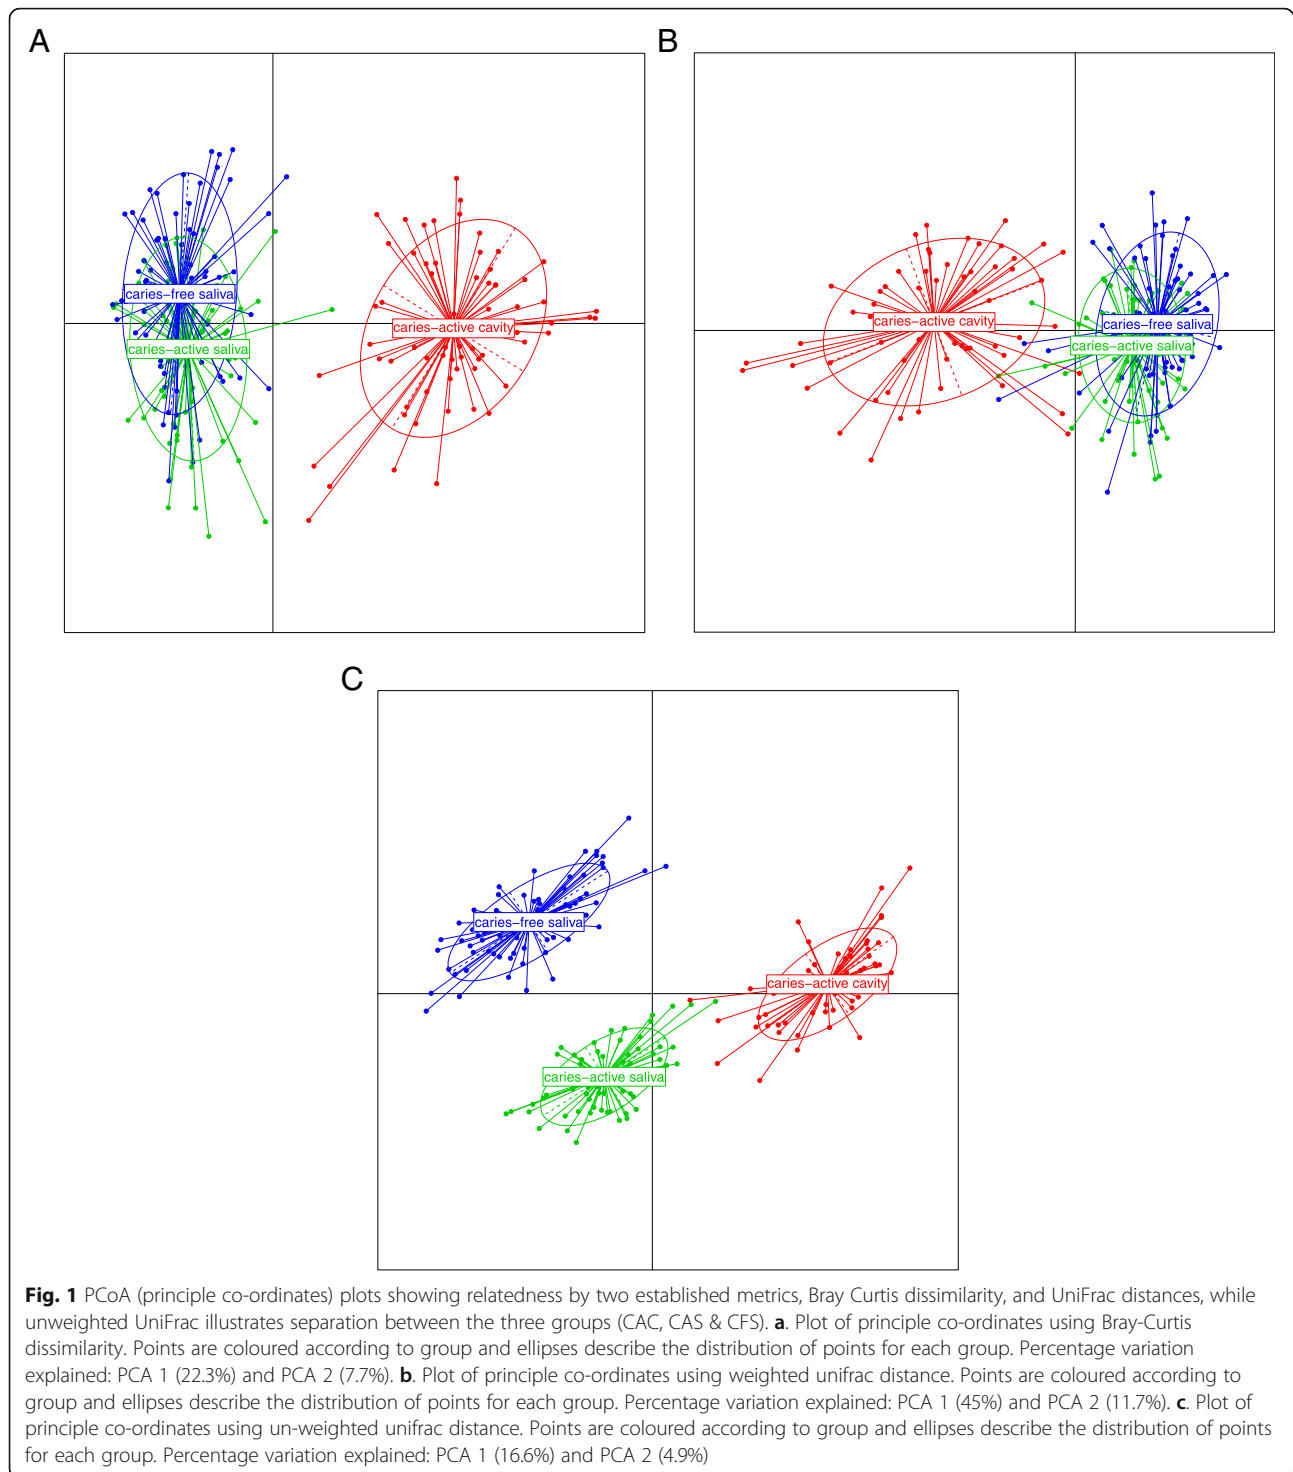 A
B
caries–free saliva
caries–active saliva
caries–active cavity
caries–active cavity
caries–free saliva
caries–active saliva
C
caries–free saliva
caries–active cavity
caries–active saliva
Fig. 1 PCoA (principle co-ordinates) plots showing relatedness by two established metrics, Bray Curtis dissimilarity, and UniFrac distances, while
unweighted UniFrac illustrates separation between the three groups (CAC, CAS & CFS). a. Plot of principle co-ordinates using Bray-Curtis
dissimilarity. Points are coloured according to group and ellipses describe the distribution of points for each group. Percentage variation
explained: PCA 1 (22.3%) and PCA 2 (7.7%). b. Plot of principle co-ordinates using weighted unifrac distance. Points are coloured according to
group and ellipses describe the distribution of points for each group. Percentage variation explained: PCA 1 (45%) and PCA 2 (11.7%). c. Plot of
principle co-ordinates using un-weighted unifrac distance. Points are coloured according to group and ellipses describe the distribution of points
for each group. Percentage variation explained: PCA 1 (16.6%) and PCA 2 (4.9%)